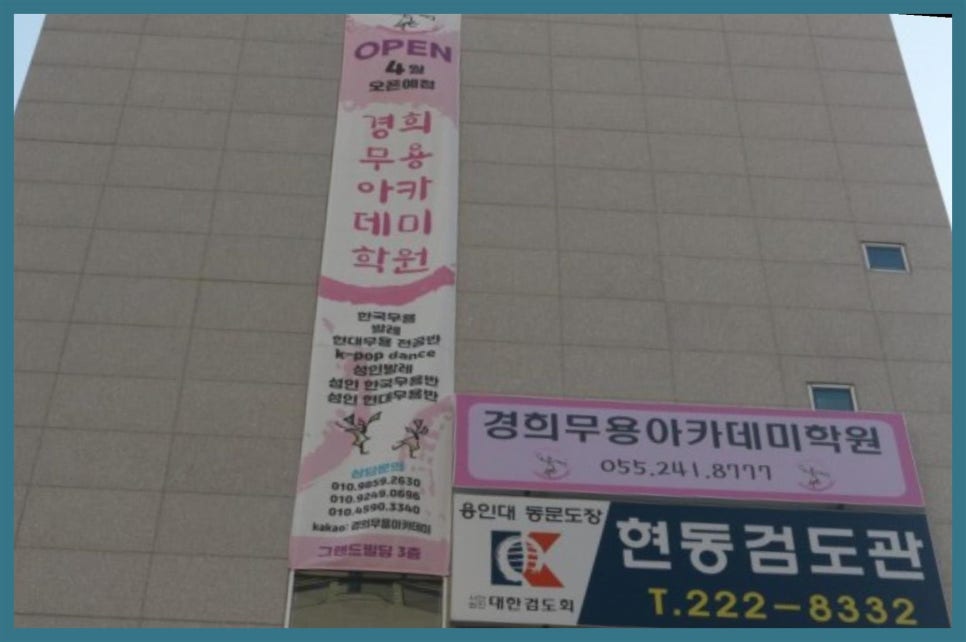 OPEN
4월
오픈예정
경희
무용
아카
데미
학원
한국무용
발레
현대무용 전공반
k-pop dance
성인발레
성인 한국무용반
성인 현대무용반
상담문의
010.9859.2630
010.9249.0696
010.4590.3340
kakao: 경희무용아카데미
그랜드빌딩 3층
경희무용아카데미학원
055.241.8777
용인대 동문도장
사단법인 대한검도회
현동검도관
T.222-8332